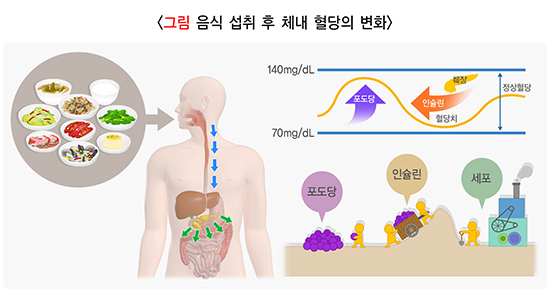 <그림 음식 섭취 후 체내 혈당의 변화>
140mg/dL
췌장
정상혈당
포도당
인슐린
혈당치
70mg/dL
포도당
인슐린
세포